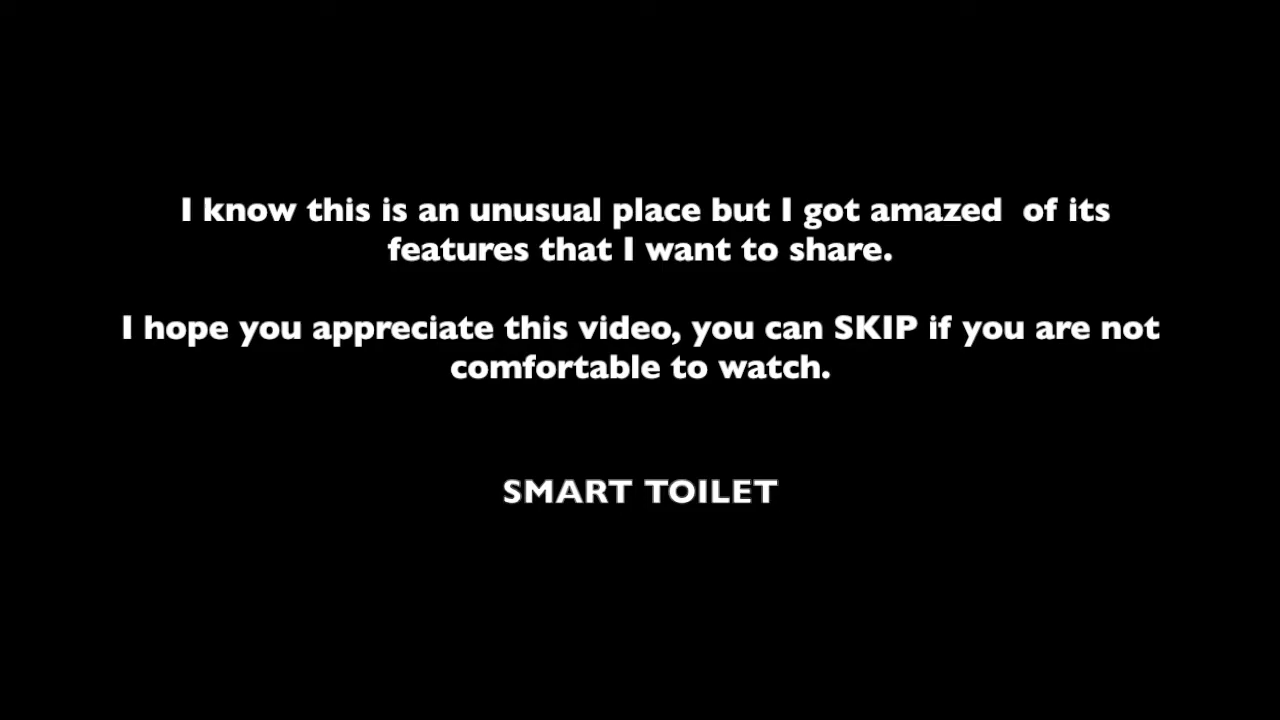 I know this is an unusual place but I got amazed  of its
features that I want to share.
I hope you appreciate this video, you can SKIP if you are not
comfortable to watch.
SMART TOILET